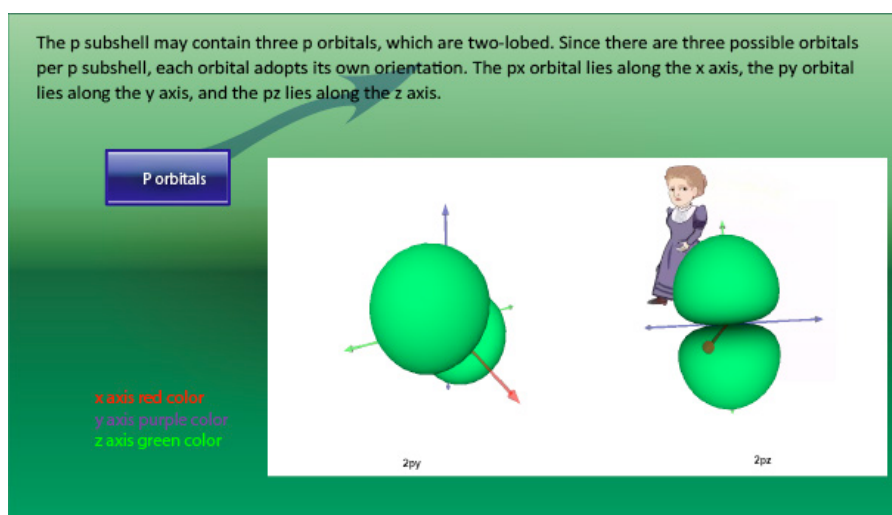 The p subshell may contain three p orbitals, which are two-lobed. Since there are three possible orbitals
per p subshell, each orbital adopts its own orientation. The px orbital lies along the x axis, the py orbital
lies along the y axis, and the pz lies along the z axis.
P orbitals
x axis red color
y axis purple color
z axis green color
2py
2pz